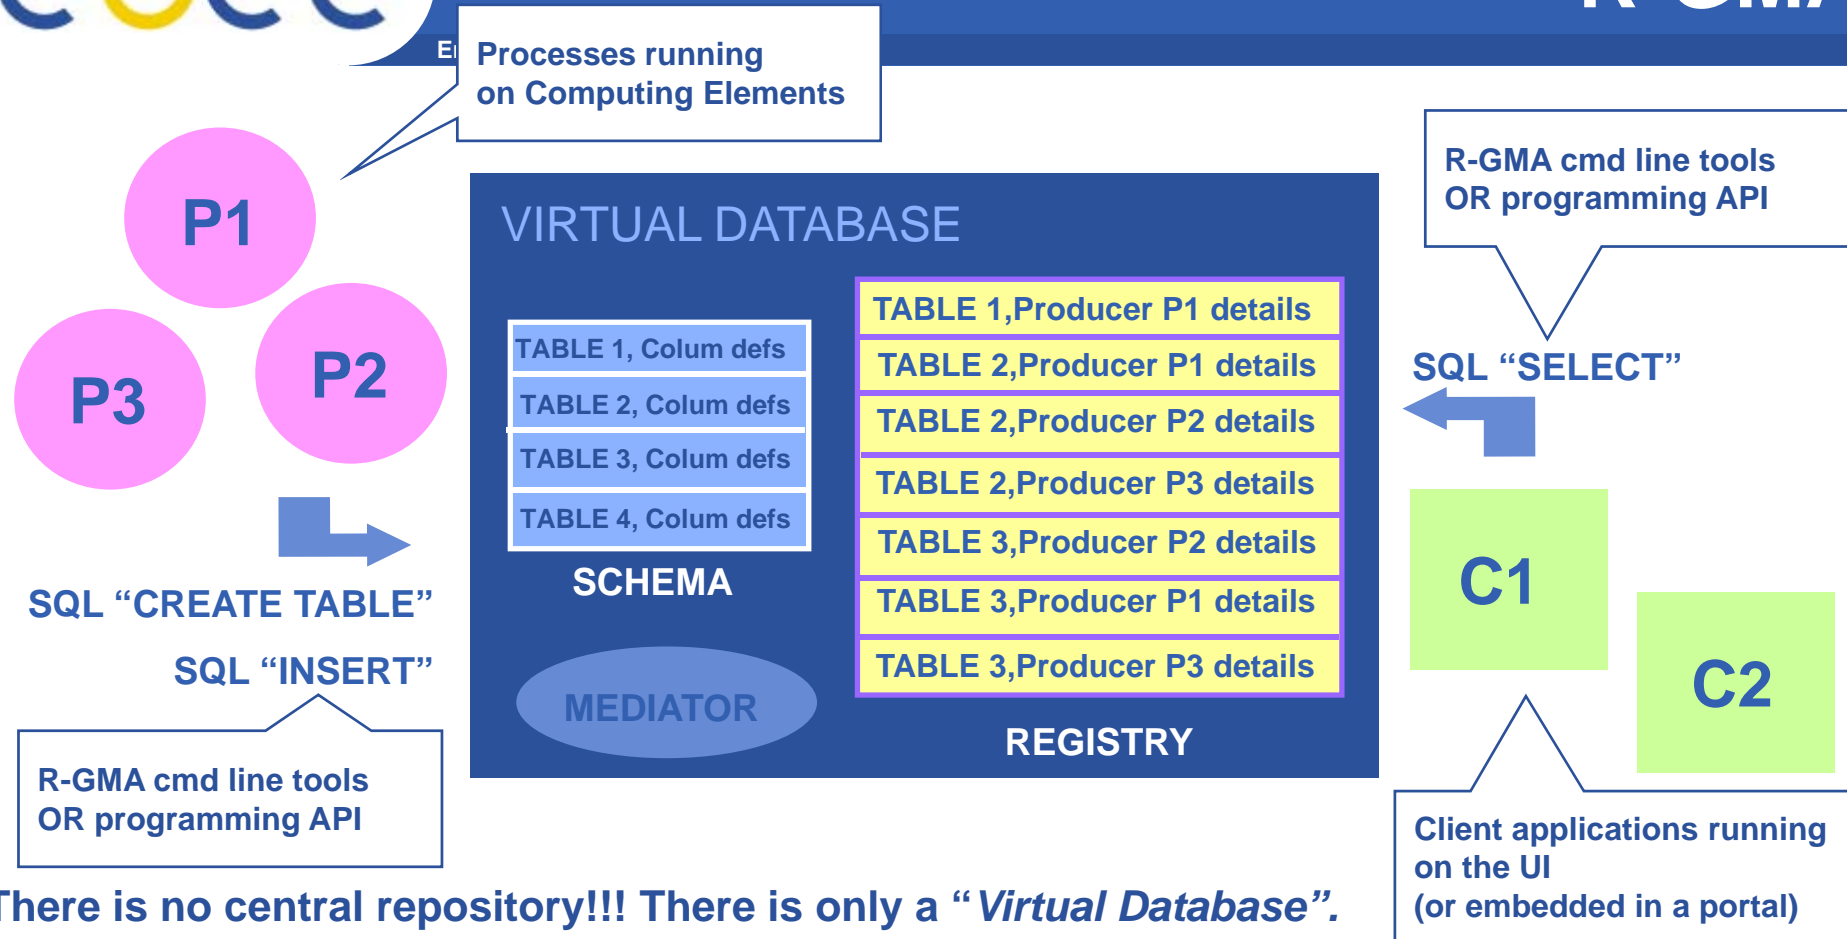 R-GMA
Processes running
on Computing Elements
R-GMA cmd line tools
OR programming API
P1
P2
P3
VIRTUAL DATABASE
TABLE 1, Colum defs
TABLE 2, Colum defs
TABLE 3, Colum defs
TABLE 4, Colum defs
SCHEMA
MEDIATOR
TABLE 1,Producer P1 details
TABLE 2,Producer P1 details
TABLE 2,Producer P2 details
TABLE 2,Producer P3 details
TABLE 3,Producer P2 details
TABLE 3,Producer P1 details
TABLE 3,Producer P3 details
REGISTRY
SQL “SELECT”
C1
C2
SQL “CREATE TABLE”
SQL “INSERT”
R-GMA cmd line tools
OR programming API
Client applications running
on the UI
(or embedded in a portal)
There is no central repository!!! There is only a “Virtual Database”.